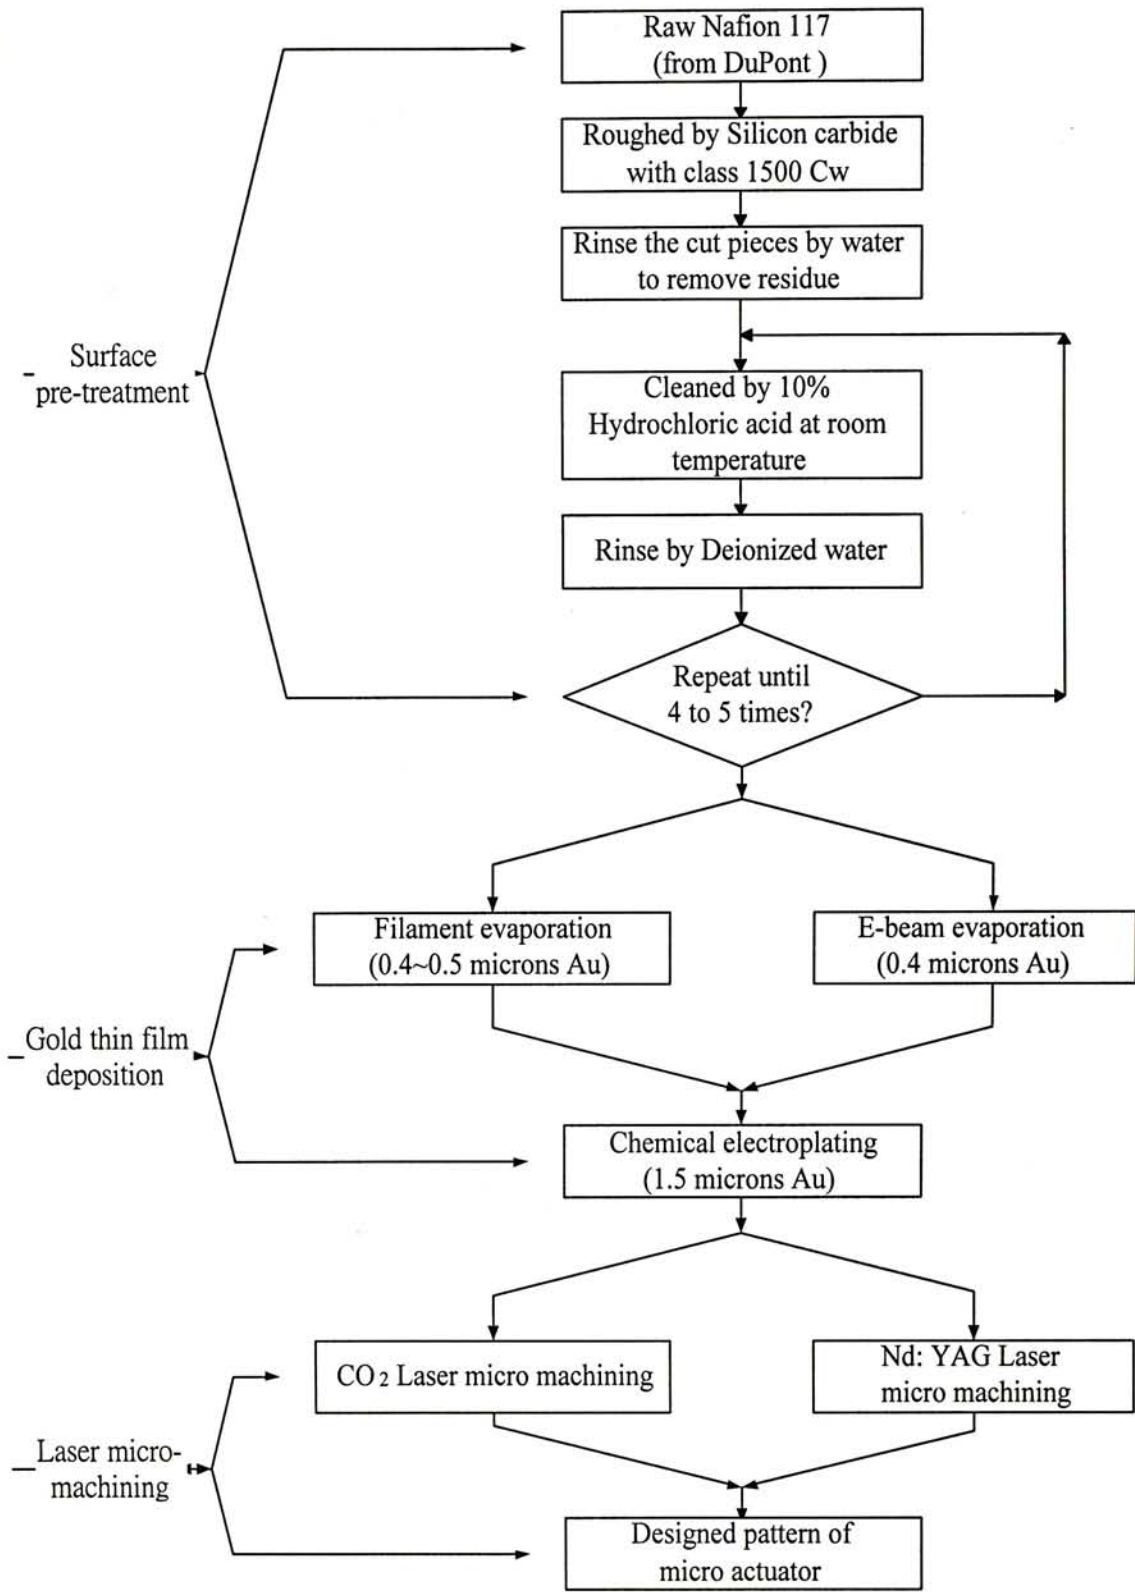 Raw Nafion 117
(from DuPont )
Roughed by Silicon carbide
with class 1500 Cw
Rinse the cut pieces by water
to remove residue
Surface
pre-treatment
Cleaned by 10%
Hydrochloric acid at room
temperature
Rinse by Deionized water
Repeat until
4 to 5 times?
Filament evaporation
(0.4~0.5 microns Au)
E-beam evaporation
(0.4 microns Au)
Gold thin film
deposition
Chemical electroplating
(1.5 microns Au)
CO2 Laser micro machining
Nd: YAG Laser
micro machining
Laser micro-
machining
Designed pattern of
micro actuator